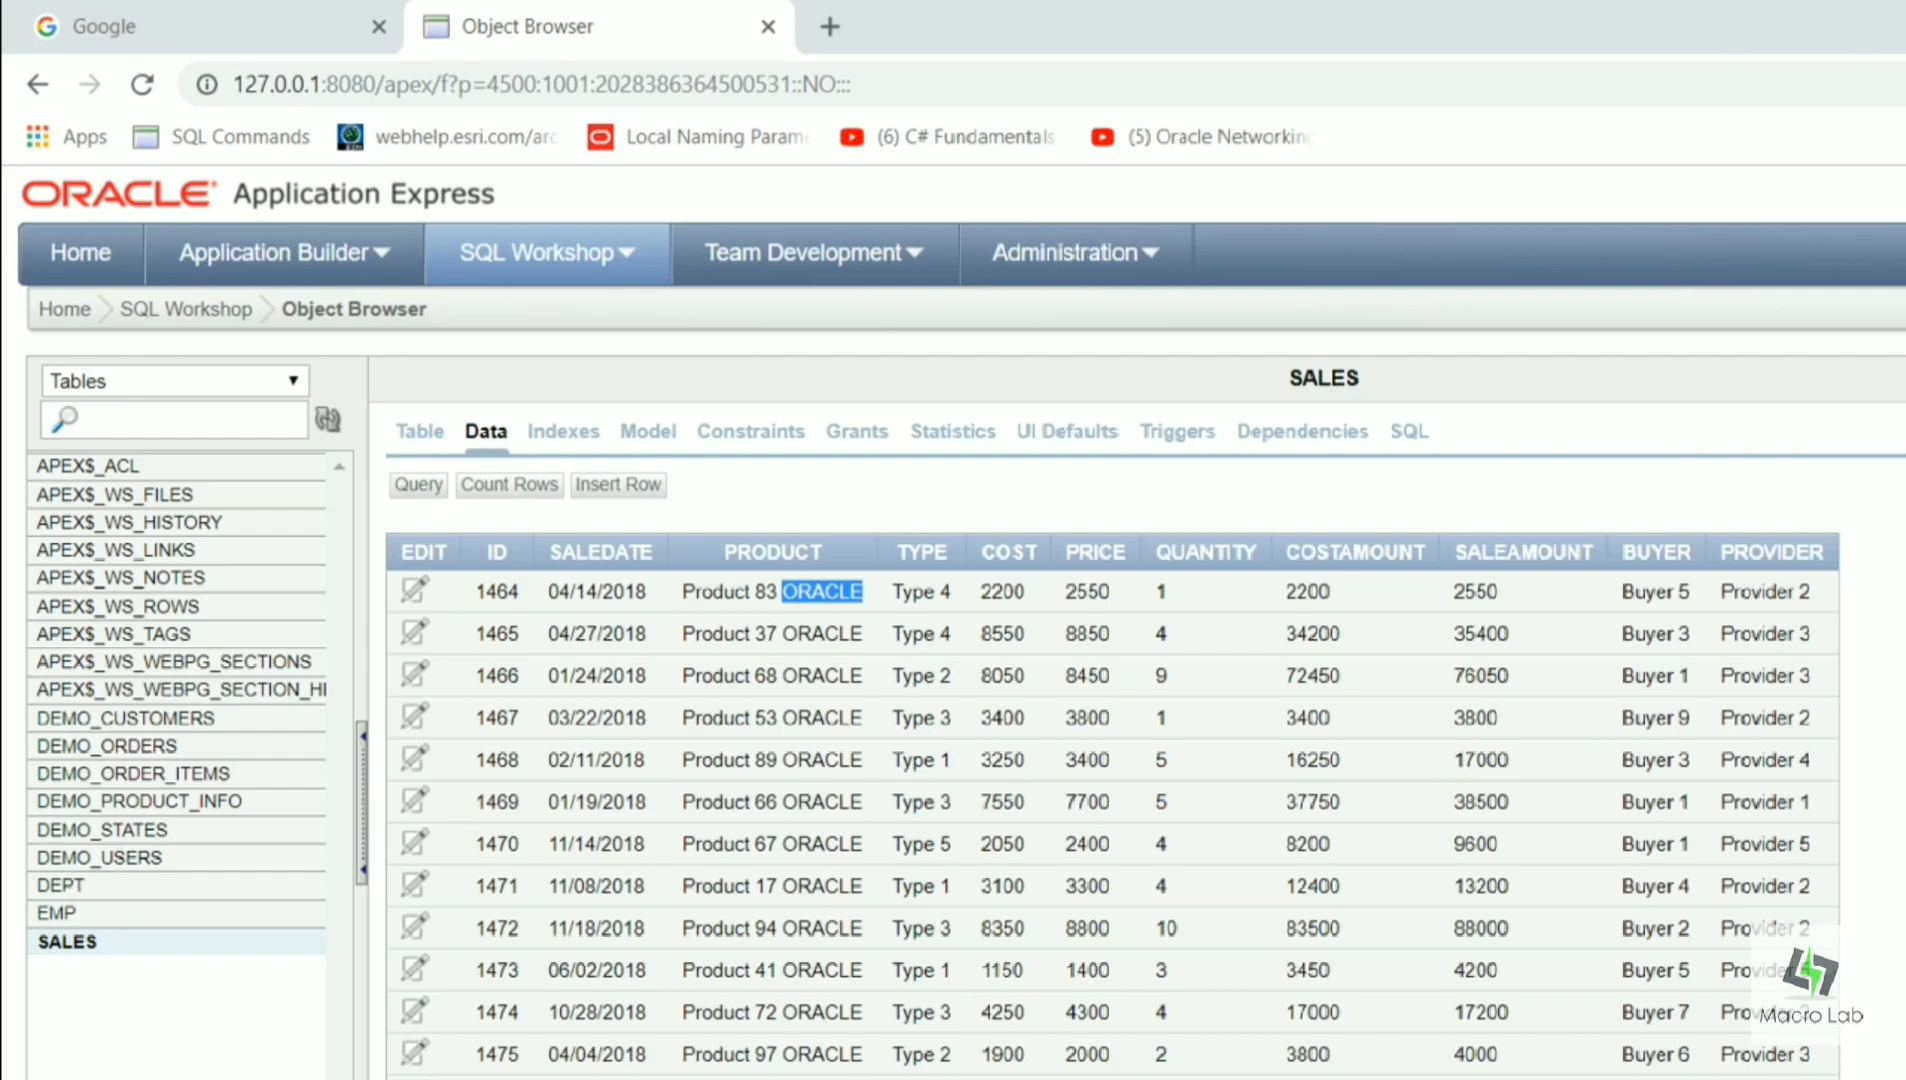 Google
Object Browser
127.0.0.1:8080/apex/f?p=4500:1001:2028386364500531::NO:::
Apps SQL Commands webhelp.esri.com/arc Local Naming Param (6) C# Fundamentals (5) Oracle Networking
ORACLE Application Express
Home Application Builder SQL Workshop Team Development Administration
Home SQL Workshop Object Browser
Tables
APEX$_ACL
APEX$_WS_FILES
APEX$_WS_HISTORY
APEX$_WS_LINKS
APEX$_WS_NOTES
APEX$_WS_ROWS
APEX$_WS_TAGS
APEX$_WS_WEBPG_SECTIONS
APEX$_WS_WEBPG_SECTION_HI
DEMO_CUSTOMERS
DEMO_ORDERS
DEMO_ORDER_ITEMS
DEMO_PRODUCT_INFO
DEMO_STATES
DEMO_USERS
DEPT
EMP
SALES
SALES
Table Data Indexes Model Constraints Grants Statistics UI Defaults Triggers Dependencies SQL
Query Count Rows Insert Row
EDIT ID SALEDATE PRODUCT TYPE COST PRICE QUANTITY COSTAMOUNT SALEAMOUNT BUYER PROVIDER
1464 04/14/2018 Product 83 ORACLE Type 4 2200 2550 1 2200 2550 Buyer 5 Provider 2
1465 04/27/2018 Product 37 ORACLE Type 4 8550 8850 4 34200 35400 Buyer 3 Provider 3
1466 01/24/2018 Product 68 ORACLE Type 2 8050 8450 9 72450 76050 Buyer 1 Provider 3
1467 03/22/2018 Product 53 ORACLE Type 3 3400 3800 1 3400 3800 Buyer 9 Provider 2
1468 02/11/2018 Product 89 ORACLE Type 1 3250 3400 5 16250 17000 Buyer 3 Provider 4
1469 01/19/2018 Product 66 ORACLE Type 3 7550 7700 5 37750 38500 Buyer 1 Provider 1
1470 11/14/2018 Product 67 ORACLE Type 5 2050 2400 4 8200 9600 Buyer 1 Provider 5
1471 11/08/2018 Product 17 ORACLE Type 1 3100 3300 4 12400 13200 Buyer 4 Provider 2
1472 11/18/2018 Product 94 ORACLE Type 3 8350 8800 10 83500 88000 Buyer 2 Provider 2
1473 06/02/2018 Product 41 ORACLE Type 1 1150 1400 3 3450 4200 Buyer 5
1474 10/28/2018 Product 72 ORACLE Type 3 4250 4300 4 17000 17200 Buyer 7
1475 04/04/2018 Product 97 ORACLE Type 2 1900 2000 2 3800 4000 Buyer 6 Provider 3
Macro Lab